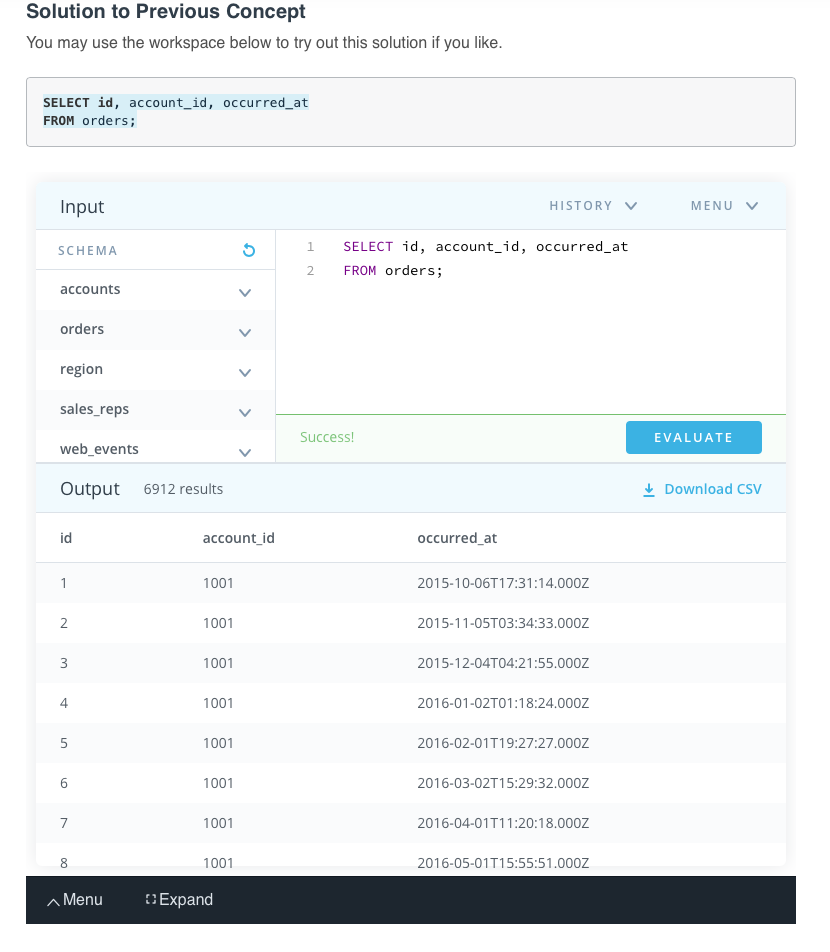 Solution to Previous Concept
You may use the workspace below to try out this solution if you like.
SELECT id, account_id, occurred_at
FROM orders;
Input
HISTORY
MENU
SCHEMA
accounts
orders
region
sales_reps
web_events
1 SELECT id, account_id, occurred_at
2 FROM orders;
Success!
EVALUATE
Output 6912 results
Download CSV
id account_id occurred_at
1 1001 2015-10-06T17:31:14.000Z
2 1001 2015-11-05T03:34:33.000Z
3 1001 2015-12-04T04:21:55.000Z
4 1001 2016-01-02T01:18:24.000Z
5 1001 2016-02-01T19:27:27.000Z
6 1001 2016-03-02T15:29:32.000Z
7 1001 2016-04-01T11:20:18.000Z
8 1001 2016-05-01T15:55:51.000Z
Menu Expand